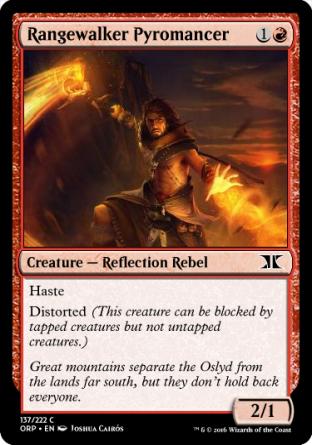 Rangewalker Pyromancer 1
Creature — Reflection Rebel
Haste
Distorted (This creature can be blocked by
tapped creatures but not untapped
creatures.)
Great mountains separate the Oslyd from
the lands far south, but they don't hold back
everyone.
2/1
137/222 C
ORP • EN Joshua Cairós
™ & © 2016 Wizards of the Coast